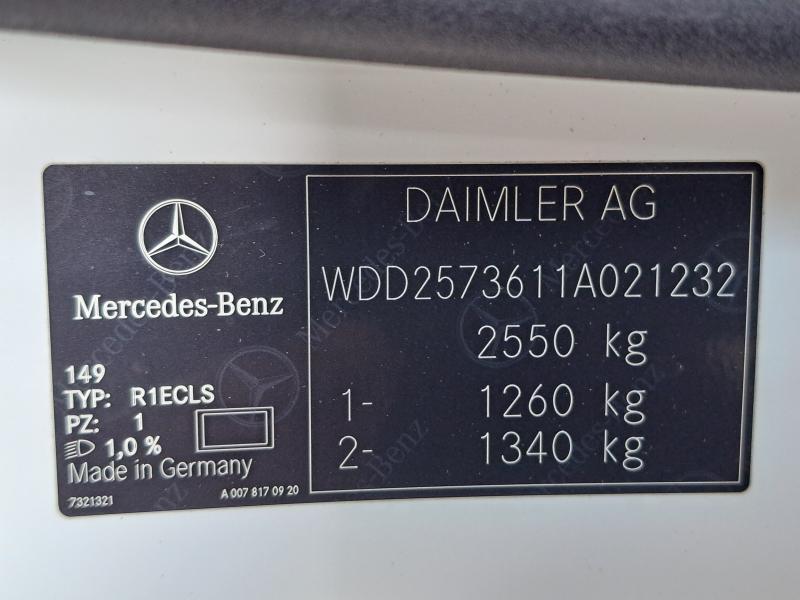 Mercedes-Benz
149
TYP: R1ECLS
PZ: 1
1,0 %
Made in Germany
7321321 A 007 817 09 20
DAIMLER AG
WDD2573611A021232
2550 kg
1- 1260 kg
2- 1340 kg